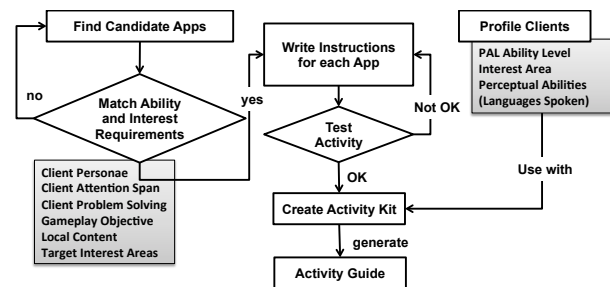 Find Candidate Apps
no
Match Ability
and Interest
Requirements
yes
Client Personae
Client Attention Span
Client Problem Solving
Gameplay Objective
Local Content
Target Interest Areas
Write Instructions
for each App
Not OK
Test
Activity
OK
Create Activity Kit
generate
Activity Guide
Profile Clients
PAL Ability Level
Interest Area
Perceptual Abilities
(Languages Spoken)
Use with